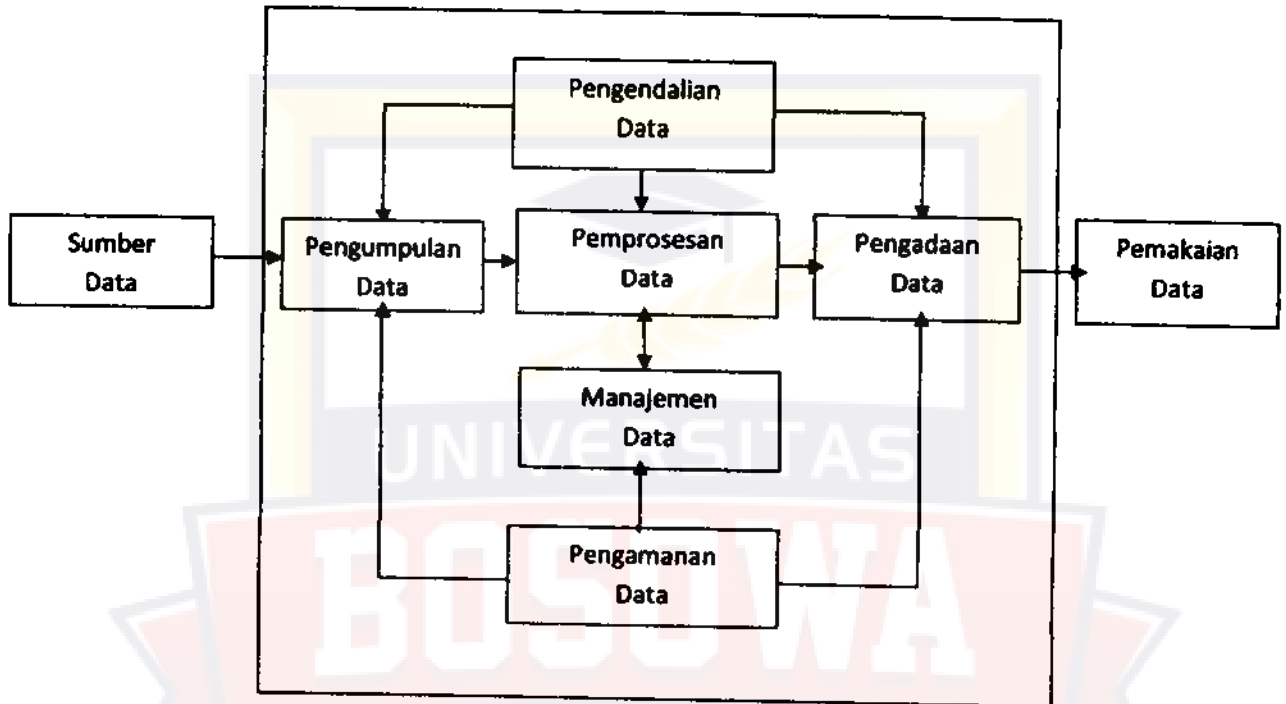 Pengendalian
Data
Sumber
Data
Pengumpulan
Data
Pemprosesan
Data
Pengadaan
Data
Pemakaian
Data
Manajemen
Data
Pengamanan
Data
UNIVERSITAS
BOSOWA